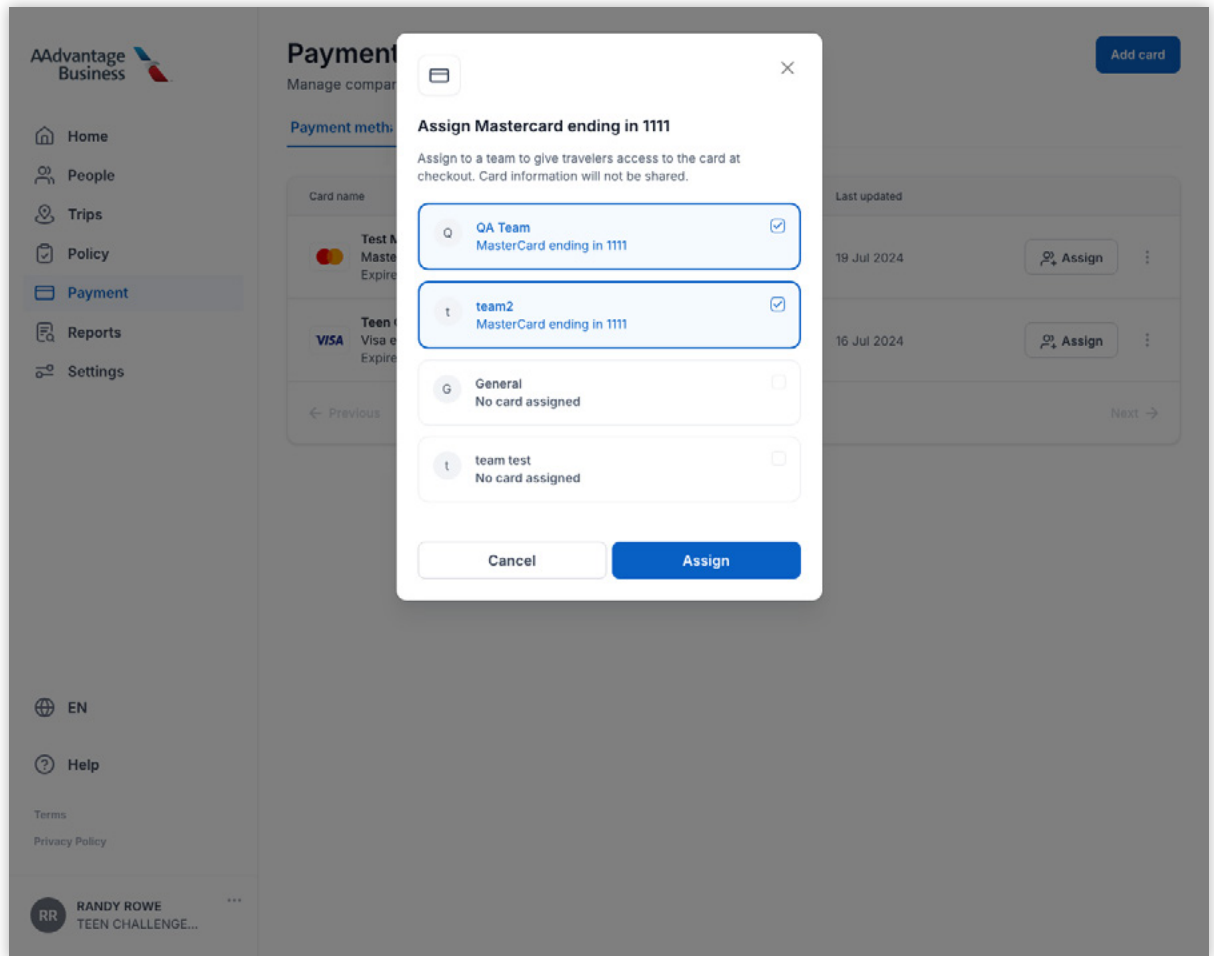 AAdvantage
Business
Home
People
Trips
Policy
Payment
Reports
Settings
EN
Help
Terms
Privacy Policy
RR
RANDY ROWE
TEEN CHALLENGE...
Payment
Manage
Add card
Payment
Card name
Last updated
Test
Expire
19 Jul 2024
Assign
VISA
Teen
Visa
Expire
16 Jul 2024
Assign
← Previous
Next →
Assign Mastercard ending in 1111
Assign to a team to give travelers access to the card at
checkout. Card information will not be shared.
Q
QA Team
MasterCard ending in 1111
t
team2
MasterCard ending in 1111
G
General
No card assigned
t
team test
No card assigned
Cancel
Assign